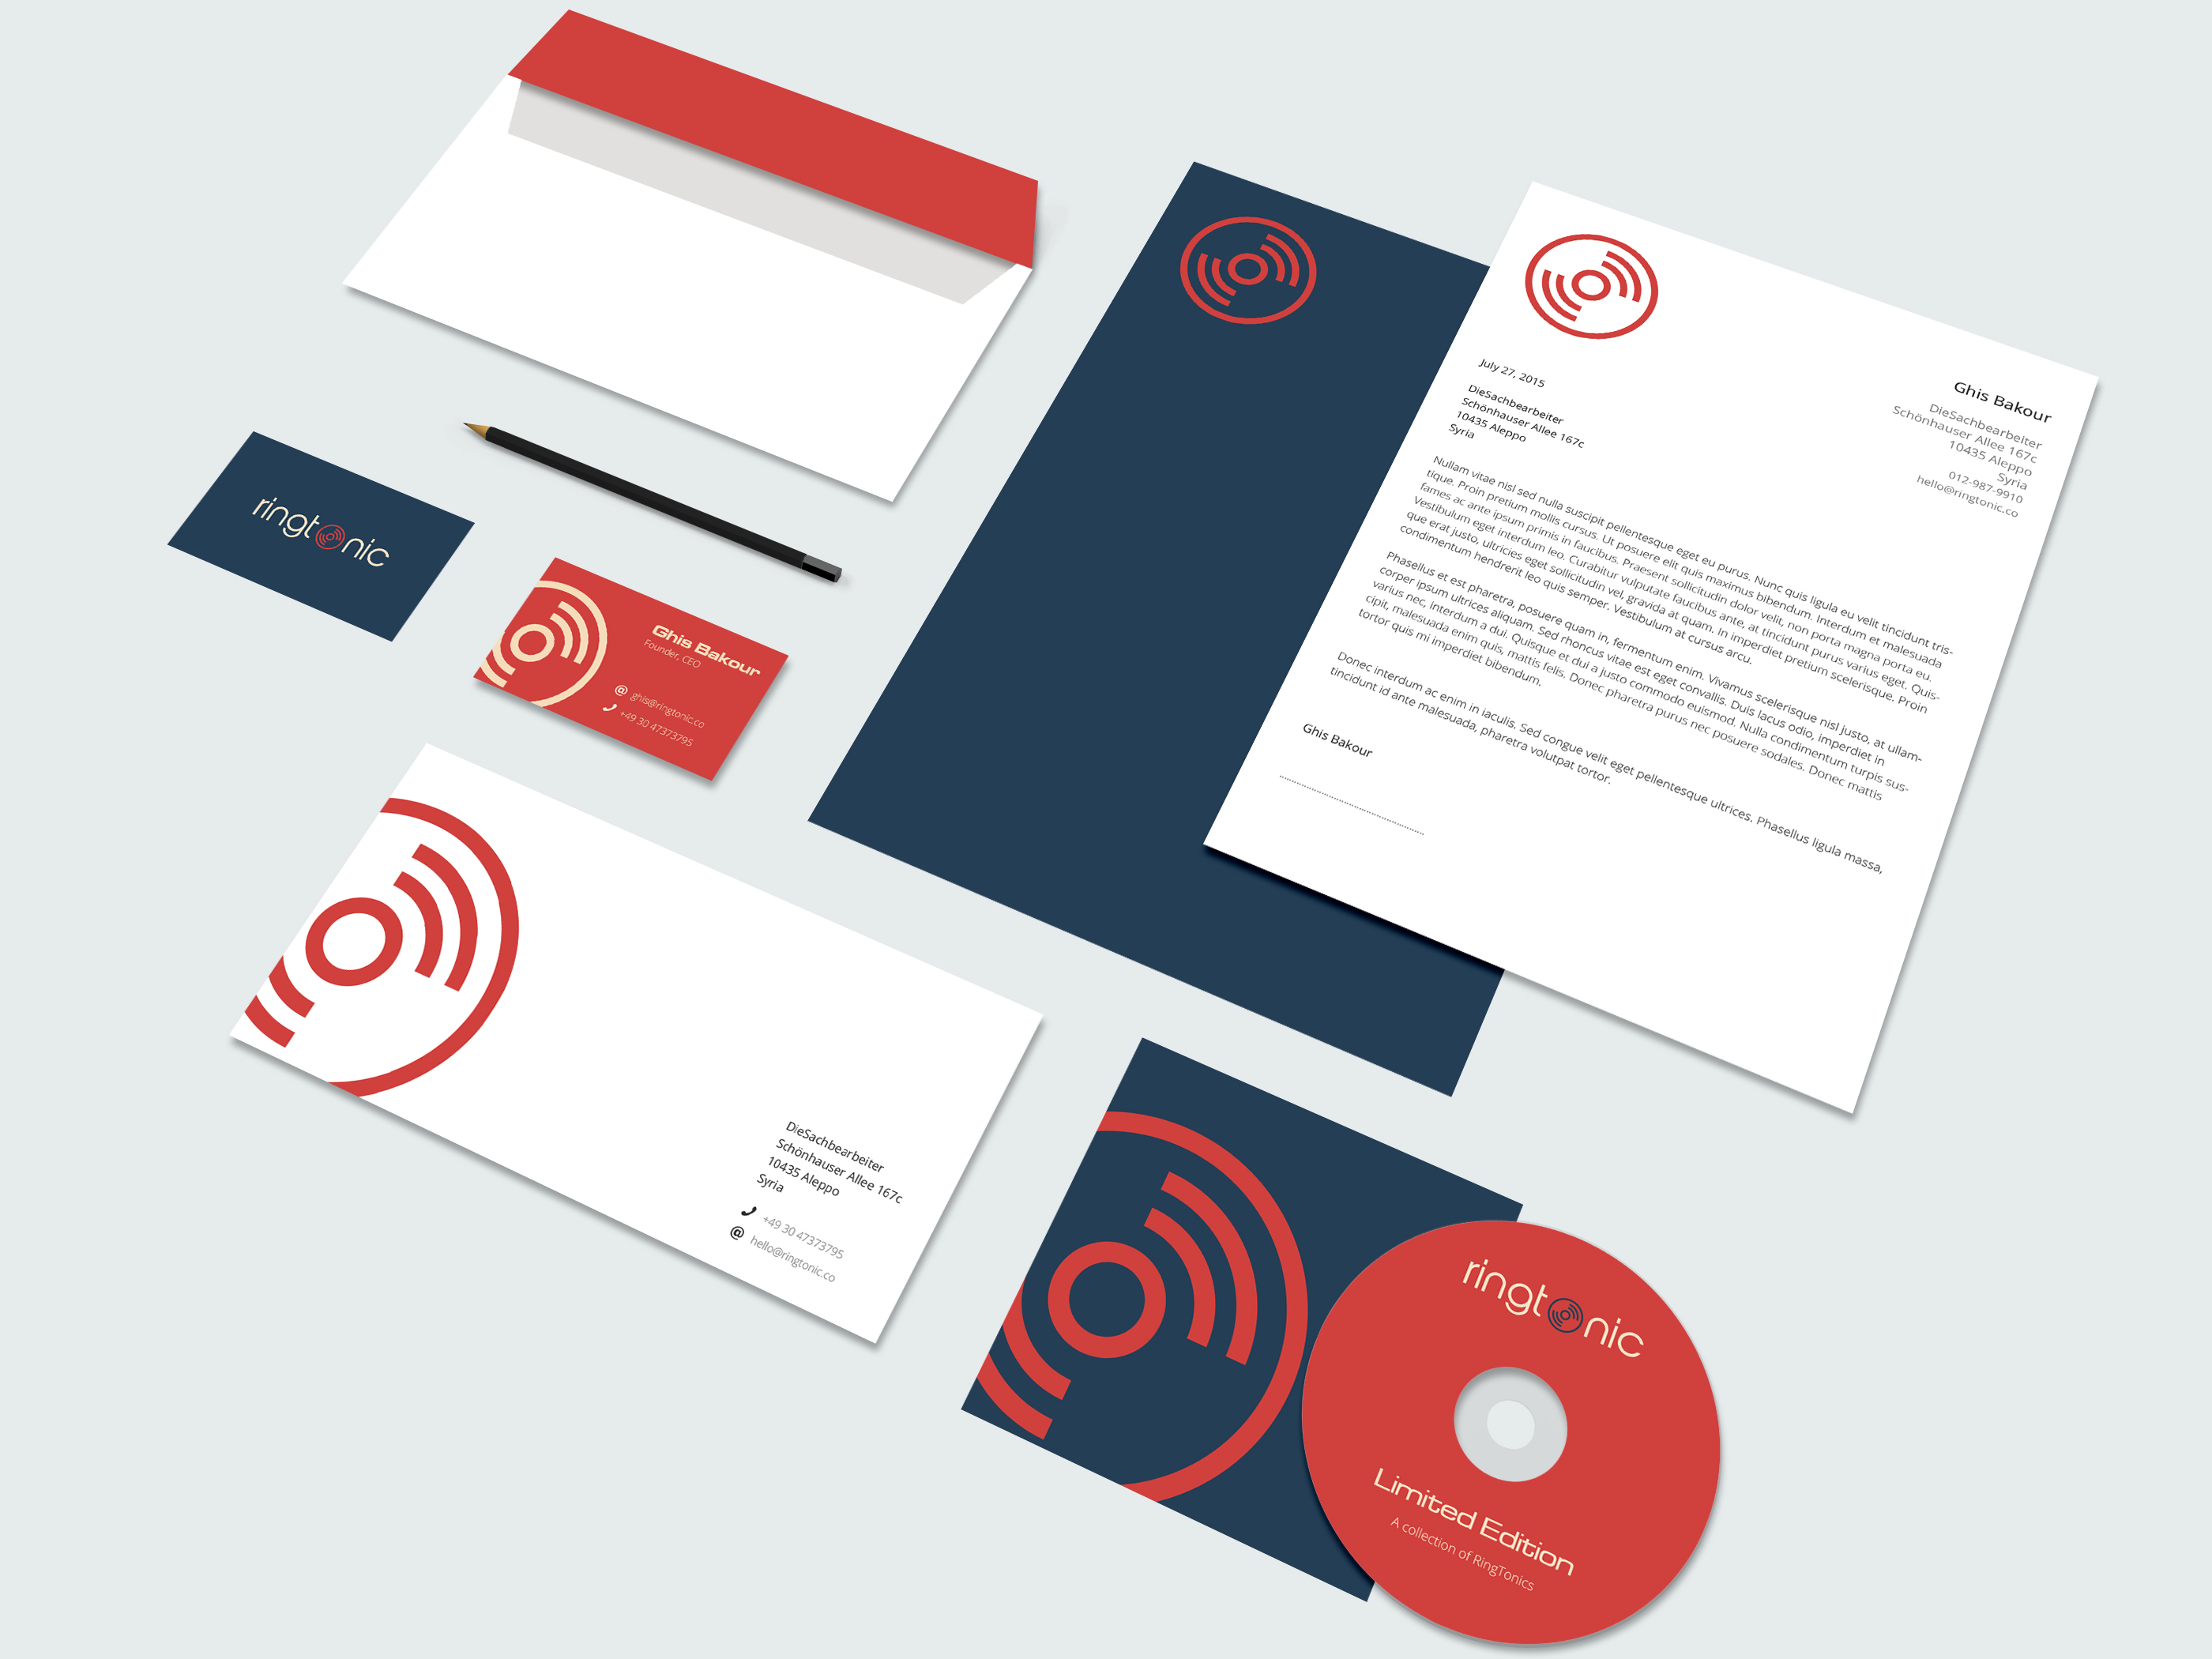 ringtonic
Ghis Bakour
Founder, CEO
@ ghis@ringtonic.co
+49 30 47373795
July 27, 2015
DieSachbearbeiter
Schönhauser Allee 167c
10435 Aleppo
Syria
Ghis Bakour
DieSachbearbeiter
Schönhauser Allee 167c
10435 Aleppo
Syria
012-987-9910
hello@ringtonic.co
Nullam vitae nisl sed nulla suscipit pellentesque eget eu purus. Nunc quis ligula eu velit tincidunt tris-
tique. Proin pretium mollis cursus. Ut posuere elit quis maximus bibendum. Interdum et malesuada
fames ac ante ipsum primis in faucibus. Praesent sollicitudin dolor velit, non porta magna porta eu.
Vestibulum eget interdum leo. Curabitur vulputate faucibus ante, at tincidunt purus varius eget. Quis-
que erat justo, ultricies eget sollicitudin vel, gravida at quam. In imperdiet pretium scelerisque. Proin
condimentum hendrerit leo quis semper. Vestibulum at cursus arcu.
Phasellus et est pharetra, posuere quam in, fermentum enim. Vivamus scelerisque nisl justo, at ullam-
corper ipsum ultrices aliquam. Sed rhoncus vitae est eget convallis. Duis lacus odio, imperdiet in
varius nec, interdum a dui. Quisque et dui a justo commodo euismod. Nulla condimentum turpis sus-
cipit, malesuada enim quis, mattis felis. Donec pharetra purus nec posuere sodales. Donec mattis
tortor quis mi imperdiet bibendum.
Donec interdum ac enim in iaculis. Sed congue velit eget pellentesque ultrices. Phasellus ligula massa,
tincidunt id ante malesuada, pharetra volutpat tortor.
Ghis Bakour
DieSachbearbeiter
Schönhauser Allee 167c
10435 Aleppo
Syria
+49 30 47373795
@ hello@ringtonic.co
ringtonic
Limited Edition
A collection of RingTonics